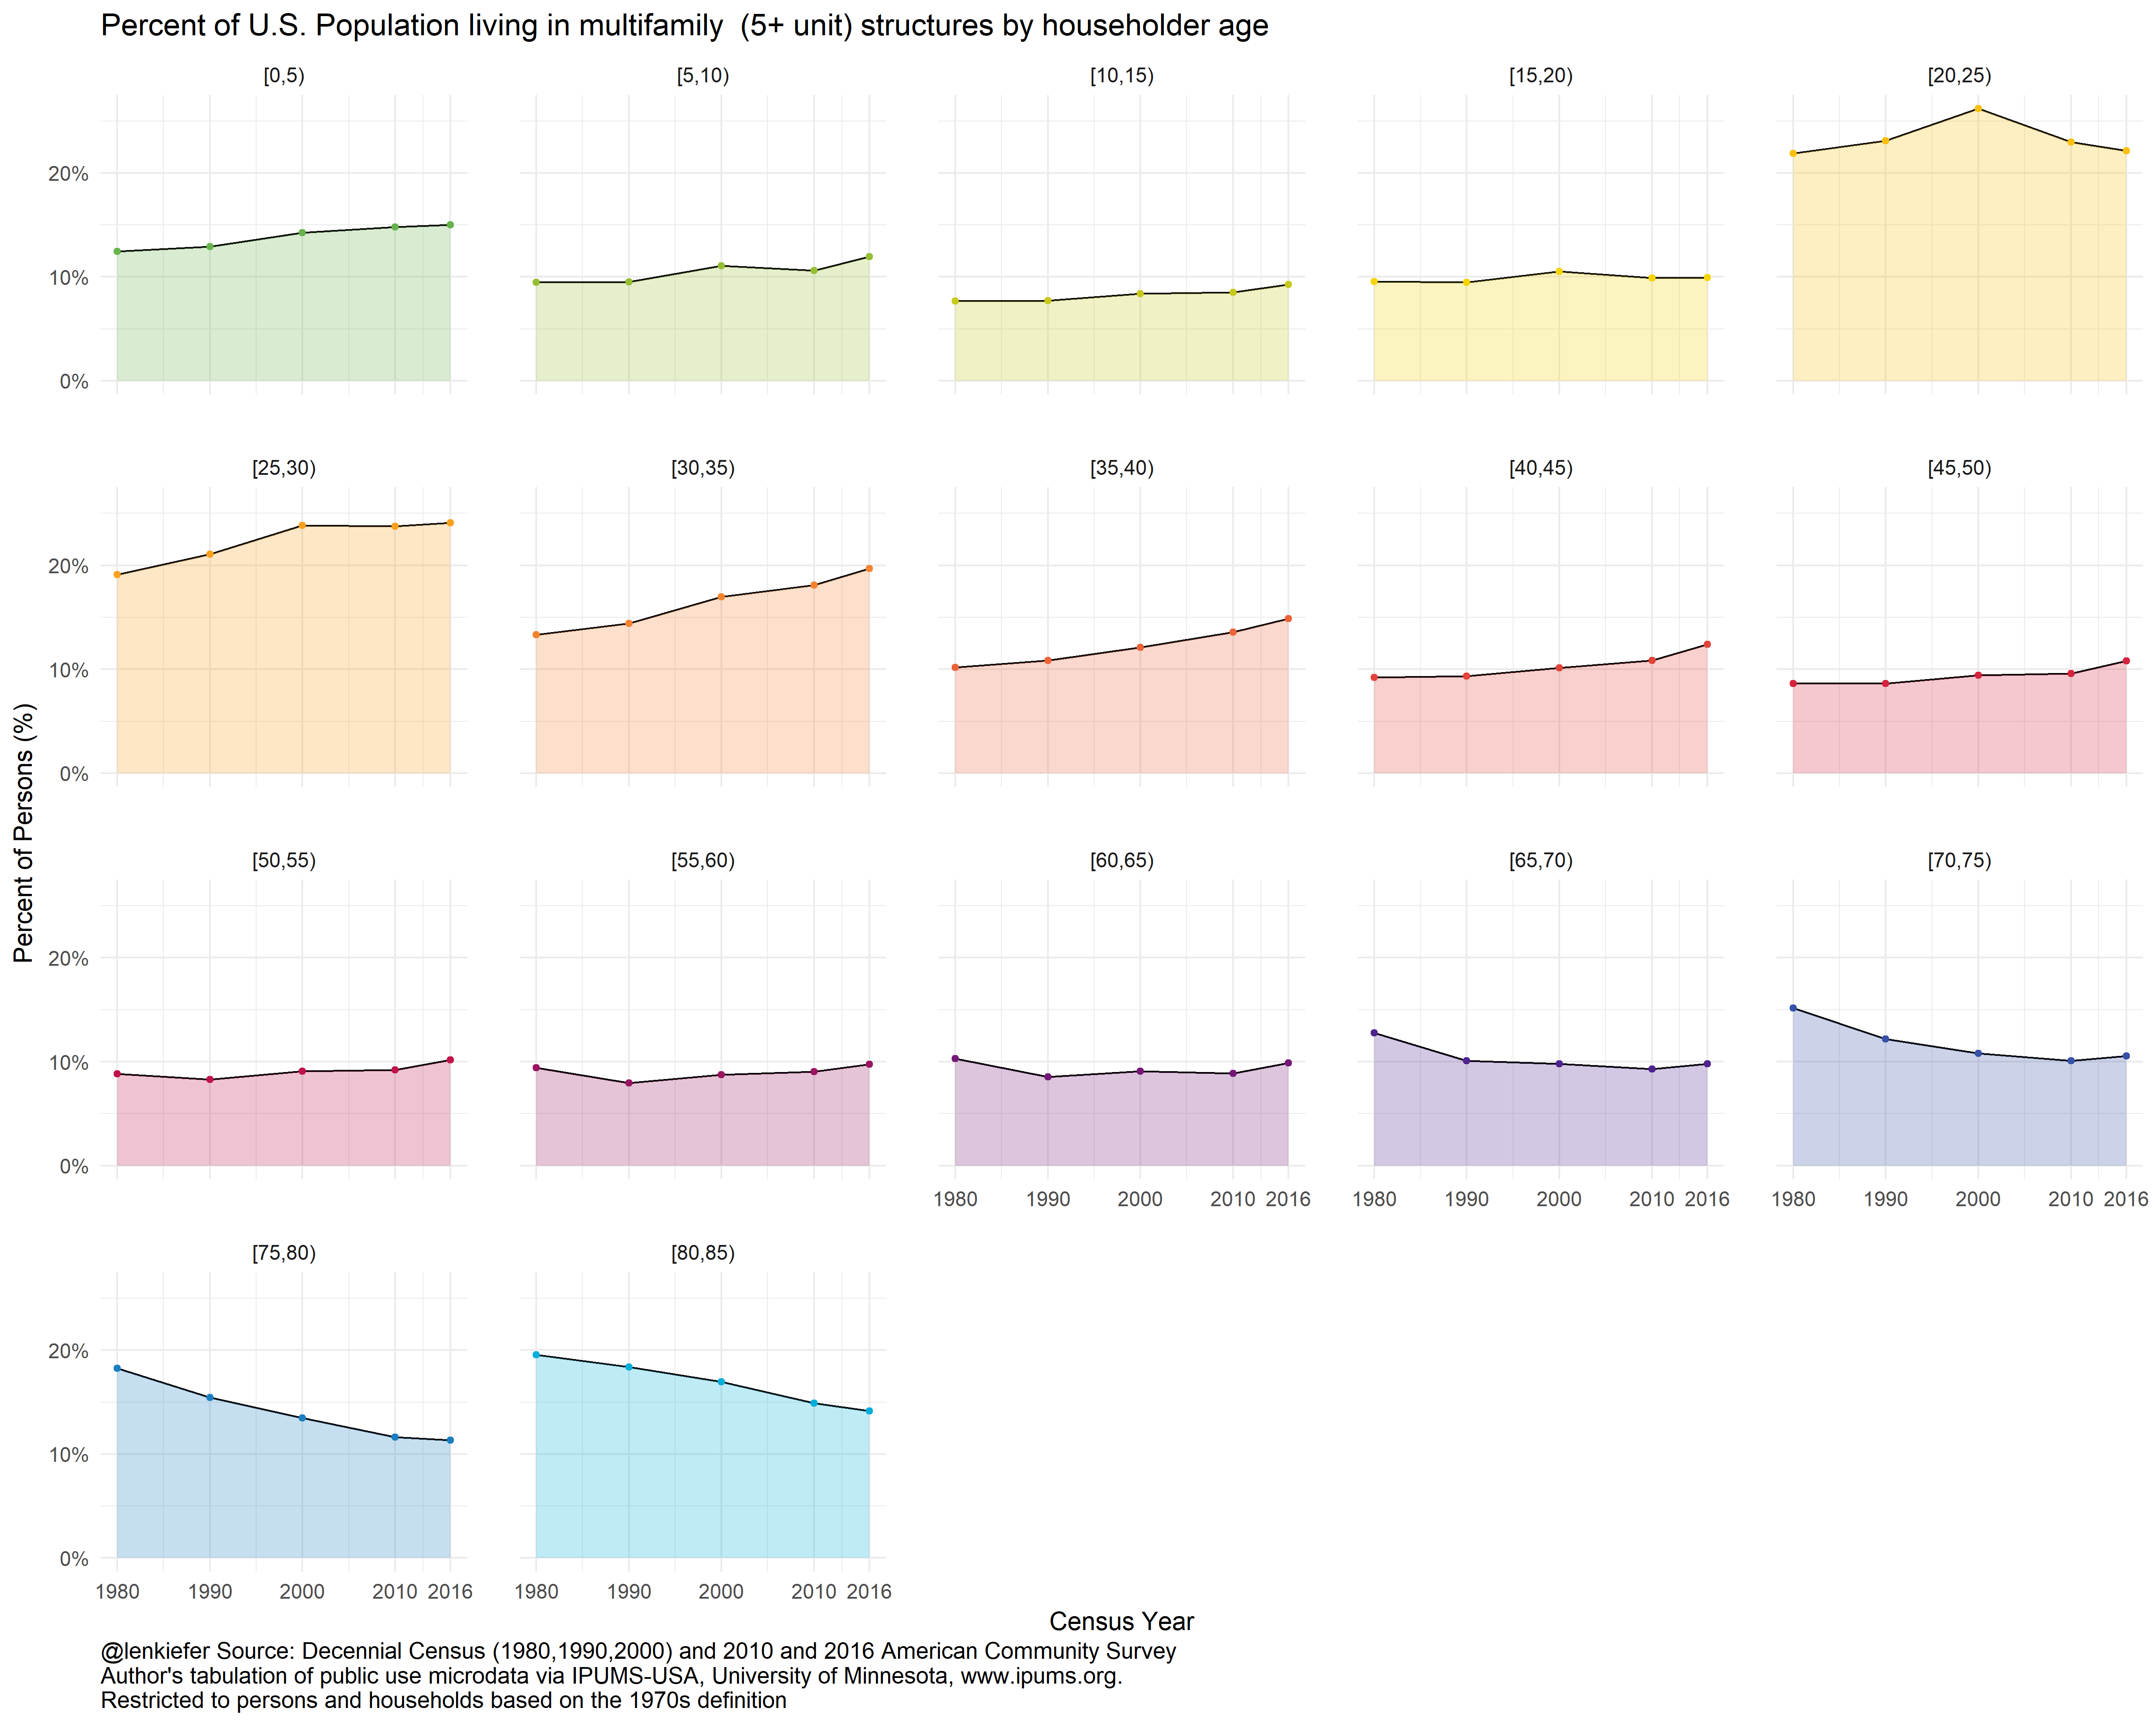 Percent of U.S. Population living in multifamily  (5+ unit) structures by householder age
[0,5) [5,10) [10,15) [15,20) [20,25)
20%
10%
0%
[25,30) [30,35) [35,40) [40,45) [45,50)
20%
10%
0%
Percent of Persons (%)
[50,55) [55,60) [60,65) [65,70) [70,75)
20%
10%
0%
1980 1990 2000 2010 2016 1980 1990 2000 2010 2016 1980 1990 2000 2010 2016
[75,80) [80,85)
20%
10%
0%
1980 1990 2000 2010 2016 1980 1990 2000 2010 2016
Census Year
@lenkiefer Source: Decennial Census (1980,1990,2000) and 2010 and 2016 American Community Survey
Author's tabulation of public use microdata via IPUMS-USA, University of Minnesota, www.ipums.org.
Restricted to persons and households based on the 1970s definition